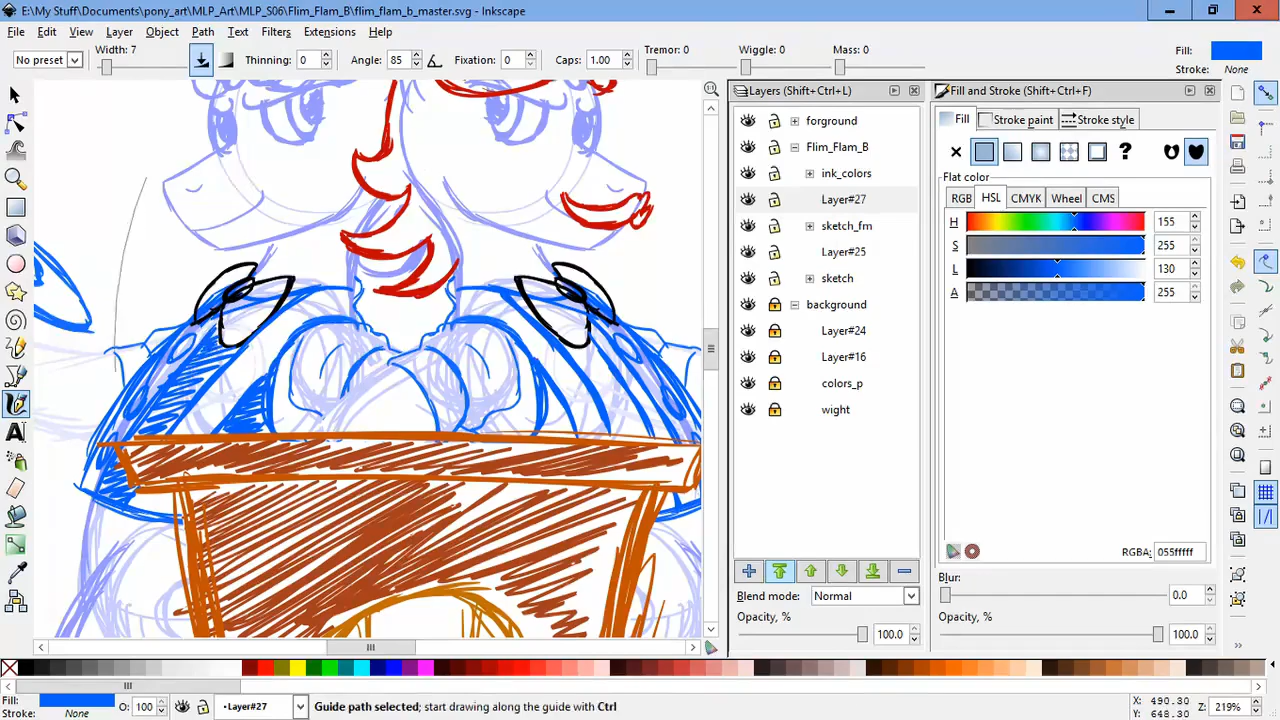 E:\My Stuff\Documents\pony_art\MLP_Art\MLP_S06\Flim_Flam_B\flim_flam_b_master.svg - Inkscape
File Edit View Layer Object Path Filters Text Extensions Help
No preset Width: 7 Thinning: 0 Angle: 85 Fixation: 0 Caps: 1.00 Tremor: 0 Wiggle: 0 Mass: 0 Fill:
Stroke: None
Layers (Shift+Ctrl+L)
forground
Flim_Flam_B
ink_colors
Layer#27
sketch_fm
Layer#25
sketch
background
Layer#24
Layer#16
colors_p
wight
Blend mode: Normal
Opacity, %
100.0
Fill and Stroke (Shift+Ctrl+F)
Fill Stroke paint Stroke style
?
Flat color
RGB HSL CMYK Wheel CMS
H 155
S 255
L 130
A 255
RGBA: 055fffff
Blur:
0.0
Opacity, %
100.0
Fill:
Stroke: None
O: 100
•Layer#27
Guide path selected; start drawing along the guide with Ctrl
X: 490.30
Y: 648.30
Z: 219%